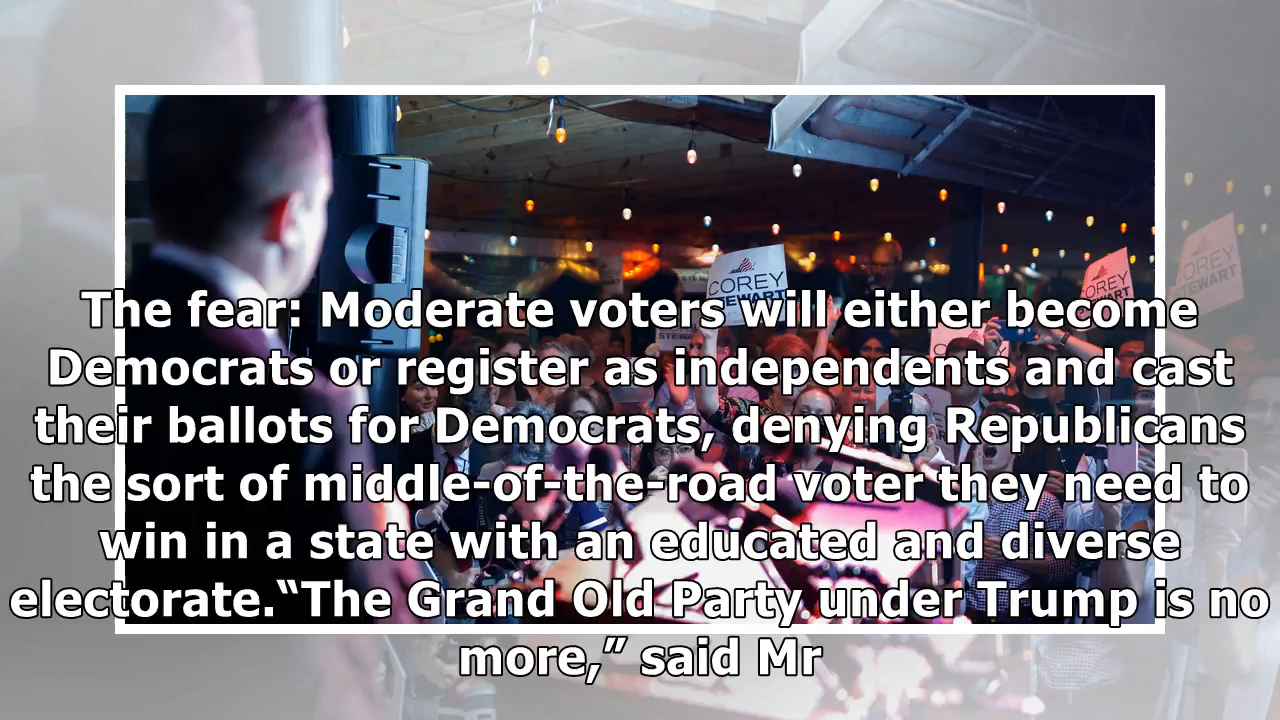 COREY
STEWART
COREY
STEWART
COREY
STEWART
The fear: Moderate voters will either become
Democrats or register as independents and cast
their ballots for Democrats, denying Republicans
the sort of middle-of-the-road voter they need to
win in a state with an educated and diverse
electorate.“The Grand Old Party under Trump is no
more,” said Mr